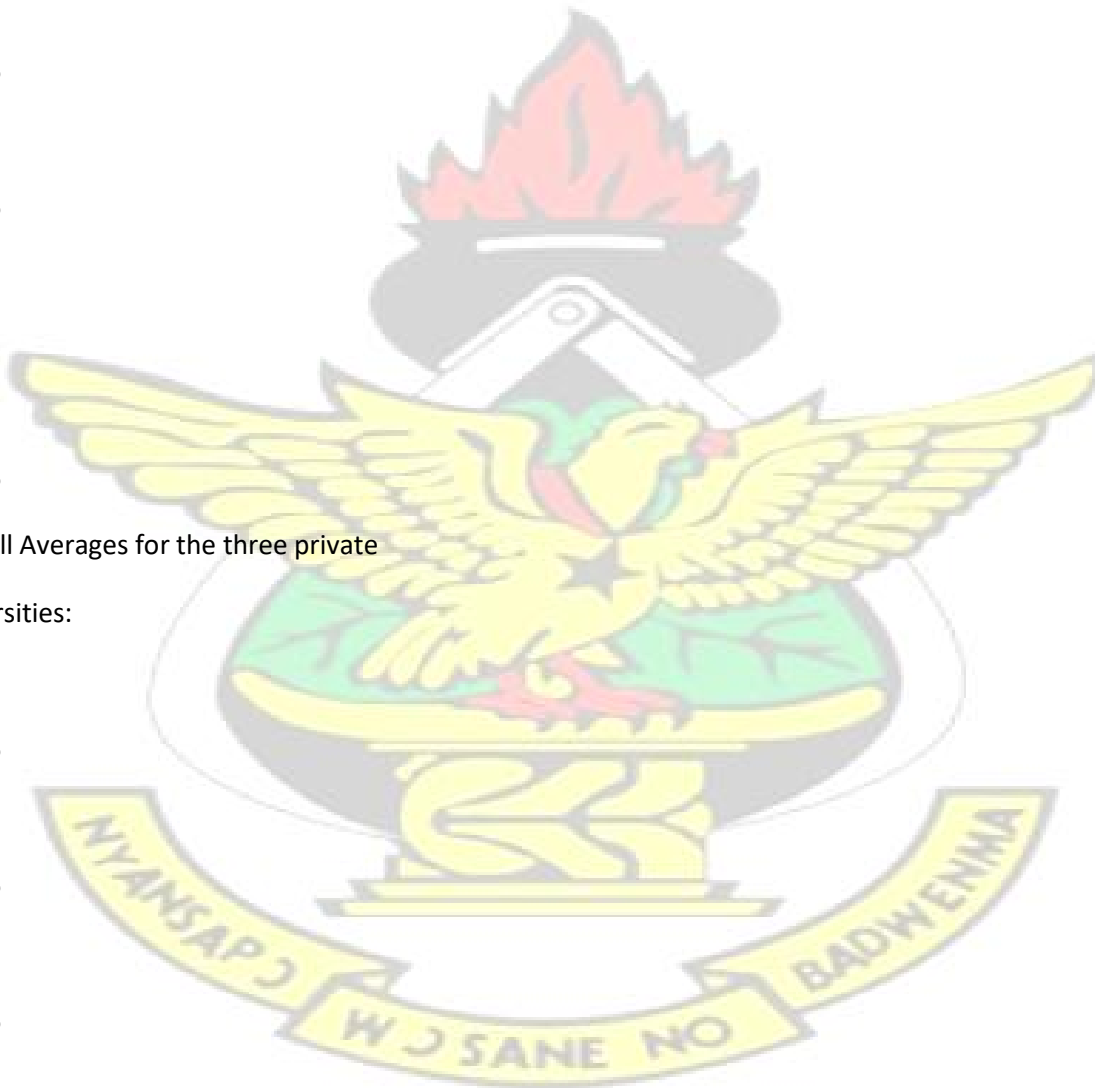 ll Averages for the three private
rsities:
NYANSAPƆ
WƆSANE NO
BADWENMA